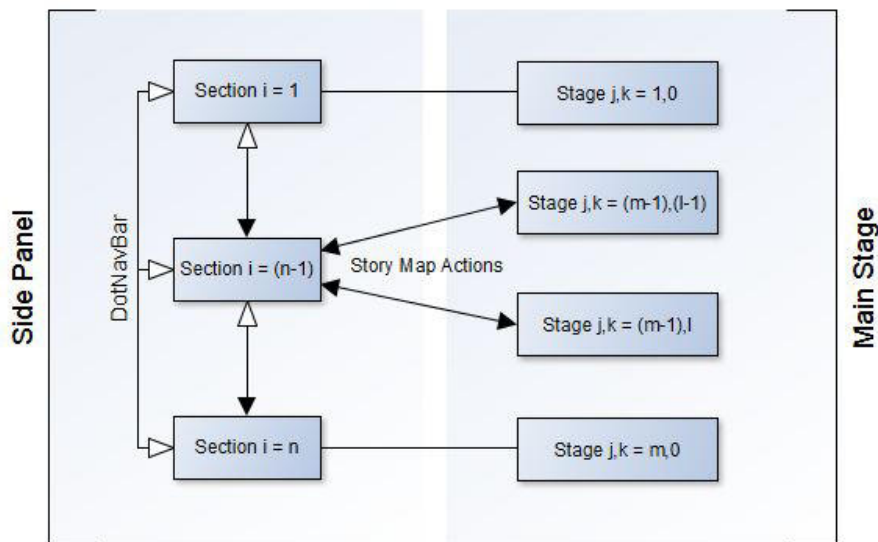 Side Panel
DotNavBar
Section i = 1
Section i = (n-1)
Section i = n
Story Map Actions
Stage j,k = 1,0
Stage j,k = (m-1),(l-1)
Stage j,k = (m-1),l
Stage j,k = m,0
Main Stage